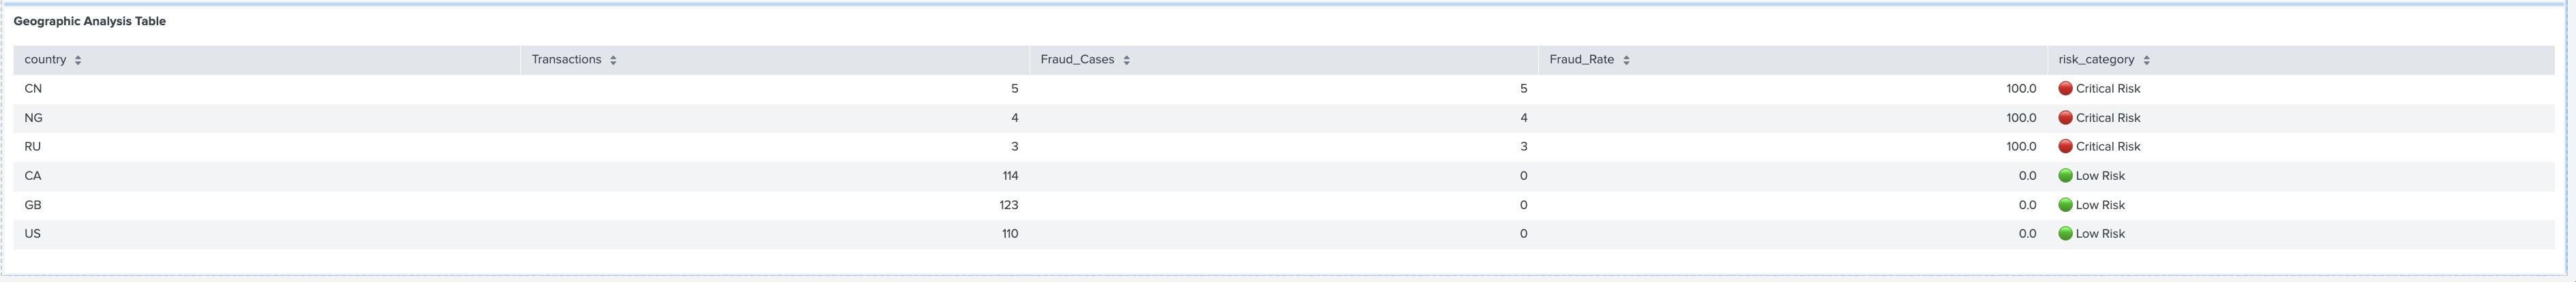 Geographic Analysis Table
country Transactions Fraud_Cases Fraud_Rate risk_category
CN 5 5 100.0 Critical Risk
NG 4 4 100.0 Critical Risk
RU 3 3 100.0 Critical Risk
CA 114 0 0.0 Low Risk
GB 123 0 0.0 Low Risk
US 110 0 0.0 Low Risk